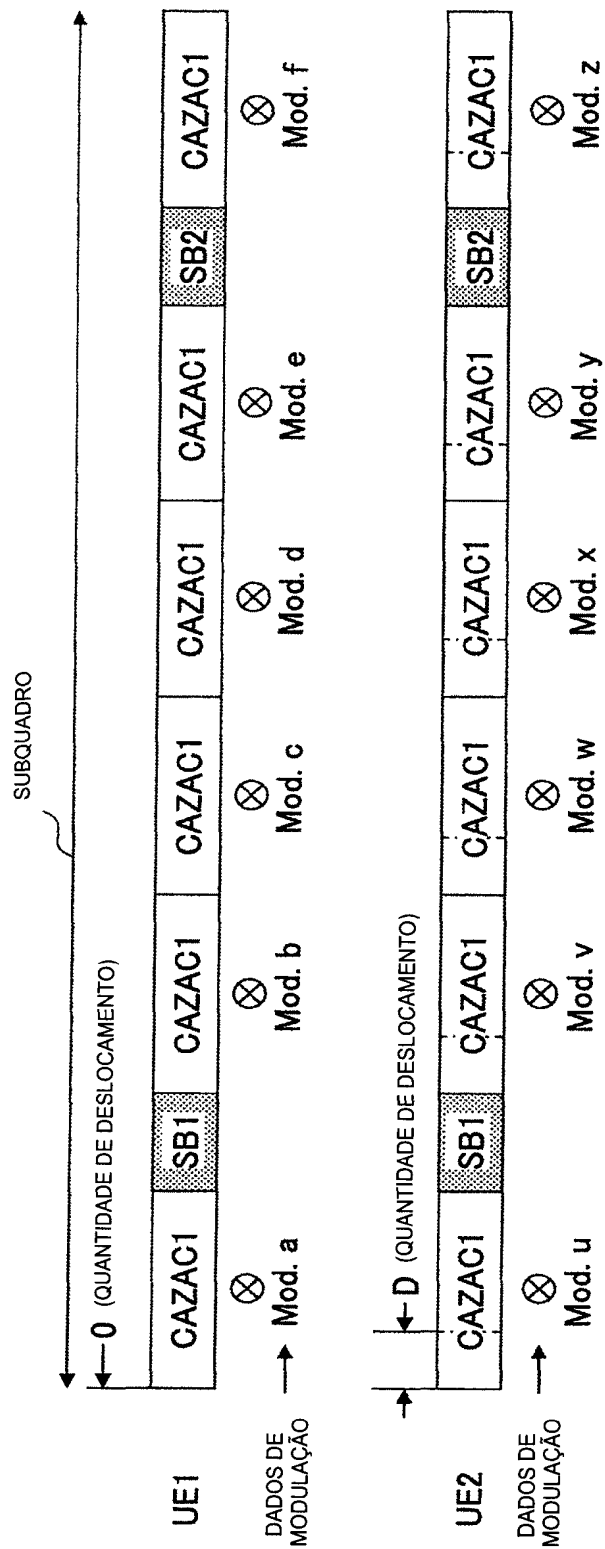 SUBQUADRO
0 (QUANTIDADE DE DESLOCAMENTO)
UE1 CAZAC1 SB1 CAZAC1 CAZAC1 CAZAC1 CAZAC1 SB2 CAZAC1
DADOS DE
MODULAÇÃO
Mod. a Mod. b Mod. c Mod. d Mod. e Mod. f
D (QUANTIDADE DE DESLOCAMENTO)
UE2 CAZAC1 SB1 CAZAC1 CAZAC1 CAZAC1 CAZAC1 SB2 CAZAC1
DADOS DE
MODULAÇÃO
Mod. u Mod. v Mod. w Mod. x Mod. y Mod. z